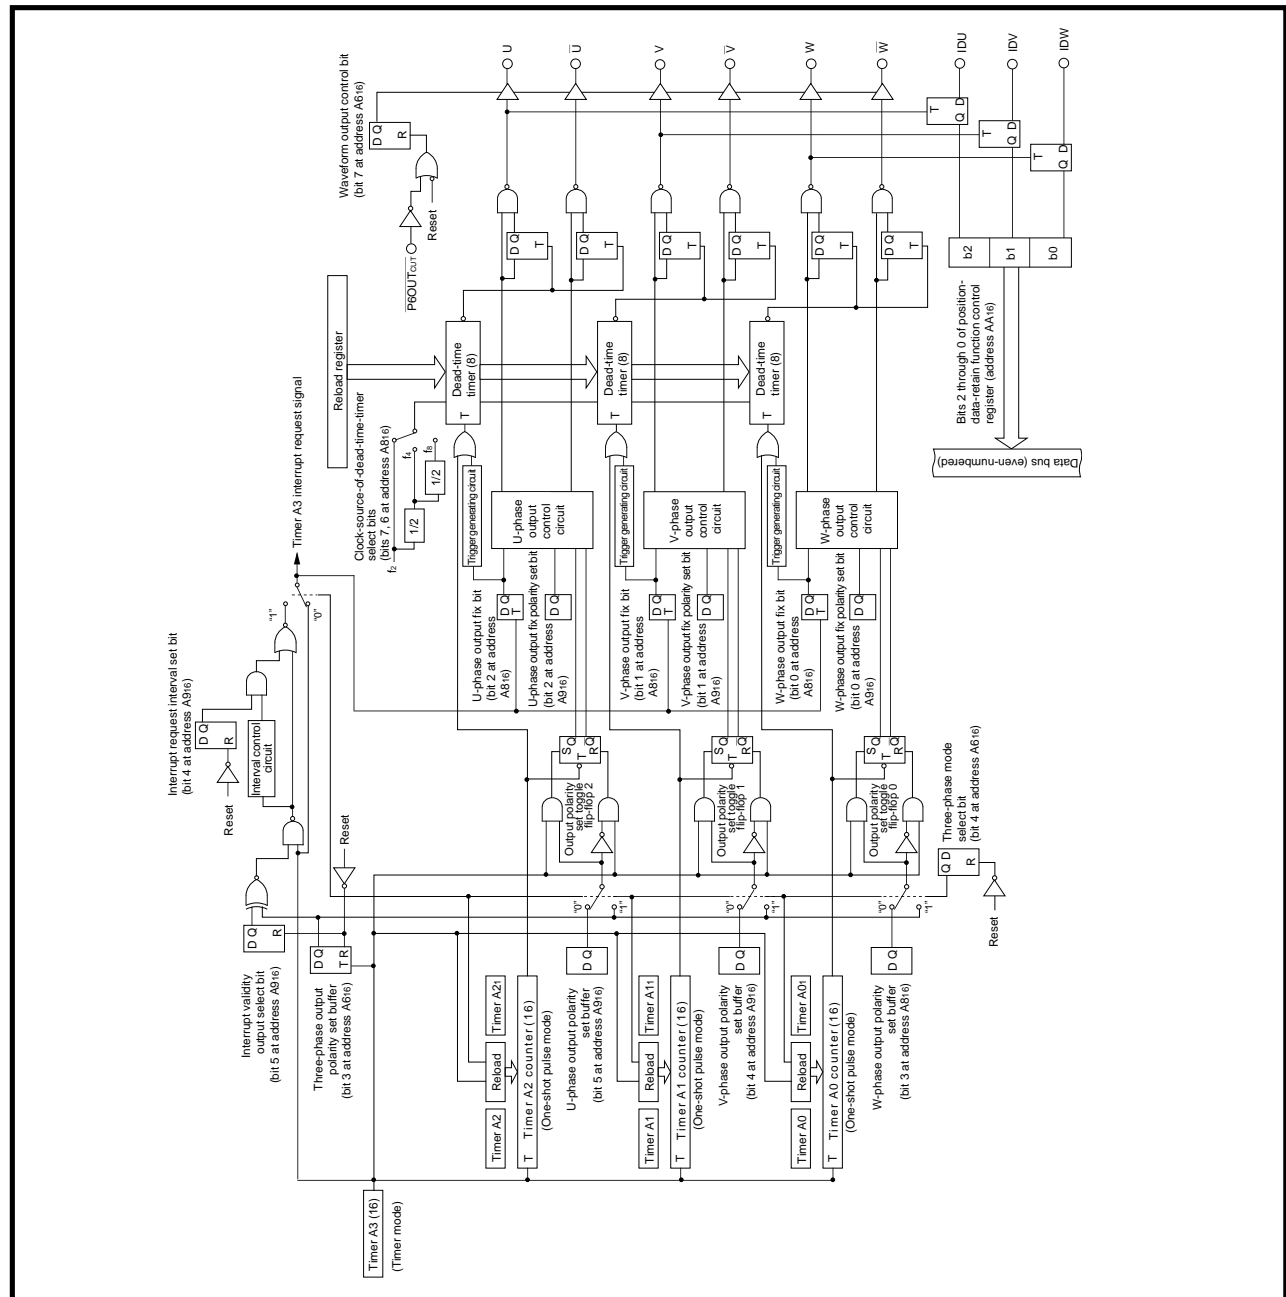 U
U
V
V
W
W
IDU
IDV
IDW
Waveform output control bit
(bit 7 at address A616)
D Q
R
P6OUTCUT
Reset
T
Q D
T
Q D
T
Q D
D Q
T
D Q
T
D Q
T
D Q
T
D Q
T
D Q
T
b2
b1
b0
Bits 2 through 0 of position-
data-retain function control
register (address AA16)
Data bus (even-numbered)
Reload register
Dead-time
timer (8)
T
Dead-time
timer (8)
T
Dead-time
timer (8)
T
Timer A3 interrupt request signal
Clock-source-of-dead-time-timer
select bits
(bits 7, 6 at address A816)
f2
1/2
f4
1/2
f8
Trigger generating circuit
U-phase
output
control
circuit
Trigger generating circuit
V-phase
output
control
circuit
Trigger generating circuit
W-phase
output
control
circuit
U-phase output fix bit
(bit 2 at address
A816)
D Q
T
U-phase output fix polarity set bit
(bit 2 at address
A916)
D Q
V-phase output fix bit
(bit 1 at address
A816)
D Q
T
V-phase output fix polarity set bit
(bit 1 at address
A916)
D Q
W-phase output fix bit
(bit 0 at address
A816)
D Q
T
W-phase output fix polarity set bit
(bit 0 at address
A916)
D Q
Interrupt request interval set bit
(bit 4 at address A916)
D Q
R
Reset
Interval control
circuit
"1"
"0"
Output polarity
set toggle
flip-flop 2
S Q
T
R Q
Output polarity
set toggle
flip-flop 1
S Q
T
R Q
Output polarity
set toggle
flip-flop 0
S Q
T
R Q
Three-phase mode
select bit
(bit 4 at address A616)
Q D
R
Reset
Reset
Interrupt validity
output select bit
(bit 5 at address A916)
D Q
R
Three-phase output
polarity set buffer
(bit 3 at address A616)
D Q
T R
"0"
"1"
"0"
"1"
"0"
"1"
U-phase output polarity
set buffer
(bit 5 at address A916)
D Q
V-phase output polarity
set buffer
(bit 4 at address A916)
D Q
W-phase output polarity
set buffer
(bit 3 at address A816)
D Q
Timer A2
Reload
Timer A21
T Timer A2 counter (16)
(One-shot pulse mode)
Timer A1
Reload
Timer A11
T Timer A1 counter (16)
(One-shot pulse mode)
Timer A0
Reload
Timer A01
T Timer A0 counter (16)
(One-shot pulse mode)
Timer A3 (16)
(Timer mode)